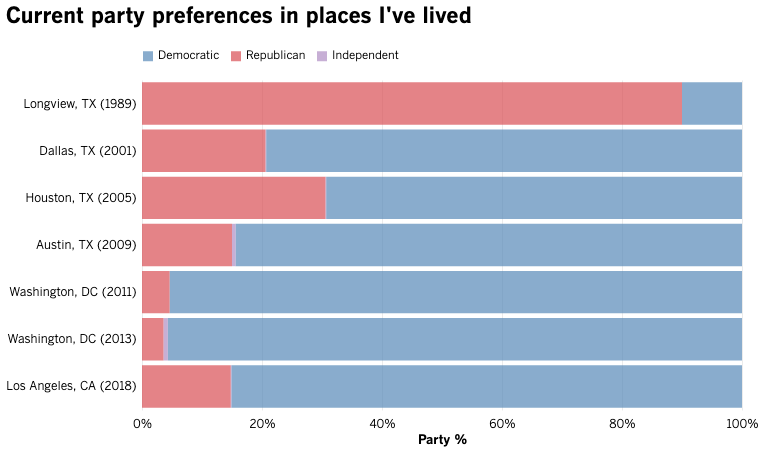 Current party preferences in places I've lived
Democratic Republican Independent
Longview, TX (1989)
Dallas, TX (2001)
Houston, TX (2005)
Austin, TX (2009)
Washington, DC (2011)
Washington, DC (2013)
Los Angeles, CA (2018)
0% 20% 40% 60% 80% 100%
Party %